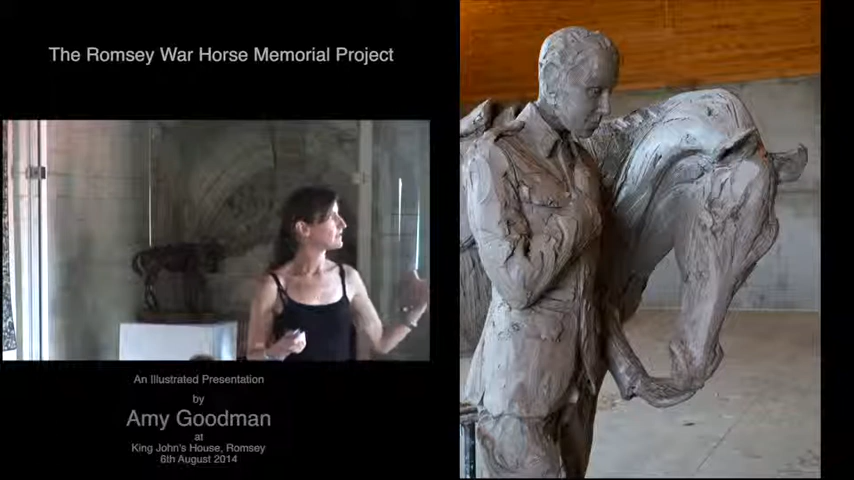 The Romsey War Horse Memorial Project
An Illustrated Presentation
by
Amy Goodman
at
King John's House, Romsey
6th August 2014